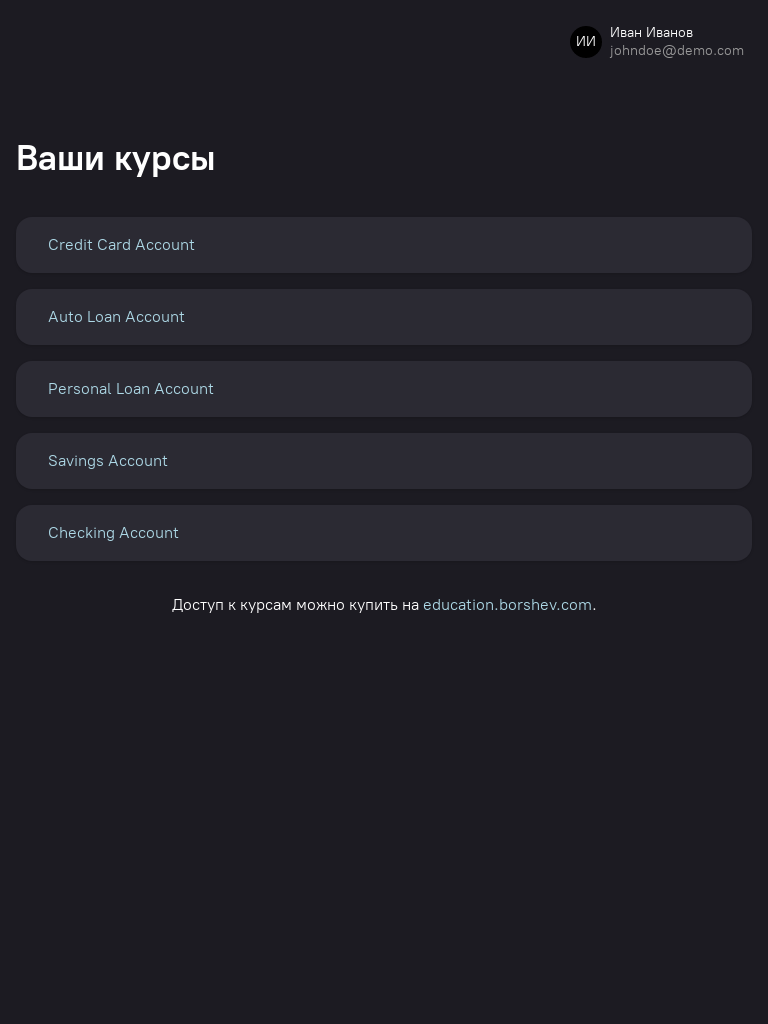 ИИ
Иван Иванов
johndoe@demo.com
Ваши курсы
Credit Card Account
Auto Loan Account
Personal Loan Account
Savings Account
Checking Account
Доступ к курсам можно купить на education.borshev.com.